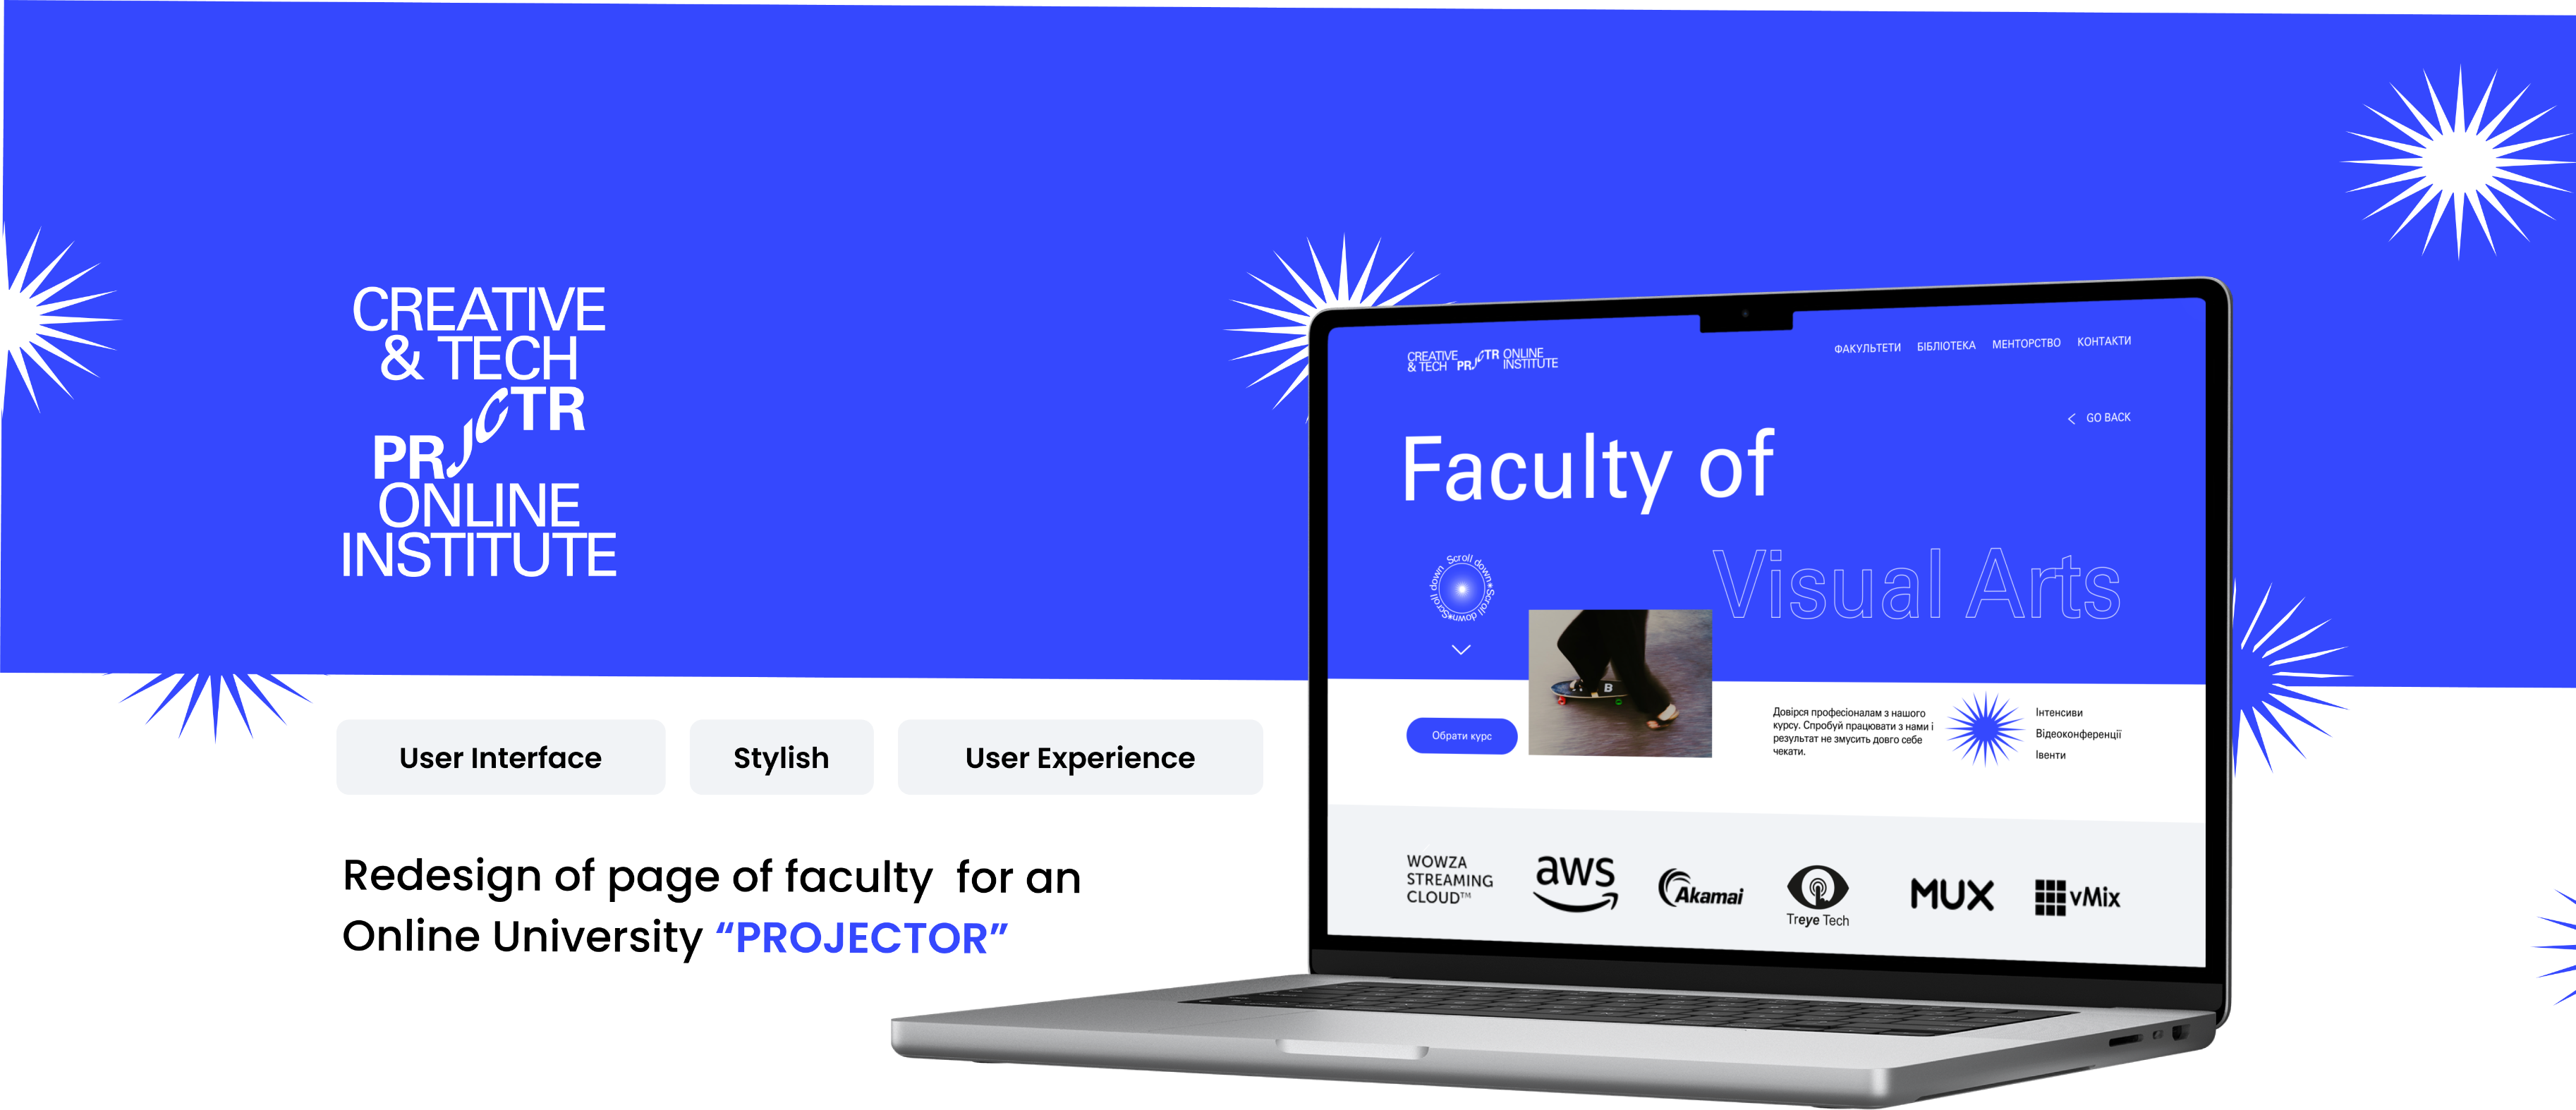 CREATIVE
& TECH
PRJCTR
ONLINE
INSTITUTE
User Interface
Stylish
User Experience
Redesign of page of faculty for an
Online University “PROJECTOR”
CREATIVE
& TECH
PRJCTR
ONLINE
INSTITUTE
ФАКУЛЬТЕТИ
БІБЛІОТЕКА
МЕНТОРСТВО
КОНТАКТИ
< GO BACK
Faculty of
Visual Arts
Scroll down*Scroll down*Scroll down
B
Обрати курс
Довірся професіоналам з нашого
курсу. Спробуй працювати з нами і
результат не змусить довго себе
чекати.
Інтенсиви
Відеоконференції
Івенти
WOWZA
STREAMING
CLOUD™
aws
Akamai
Treye Tech
MUX
vMix